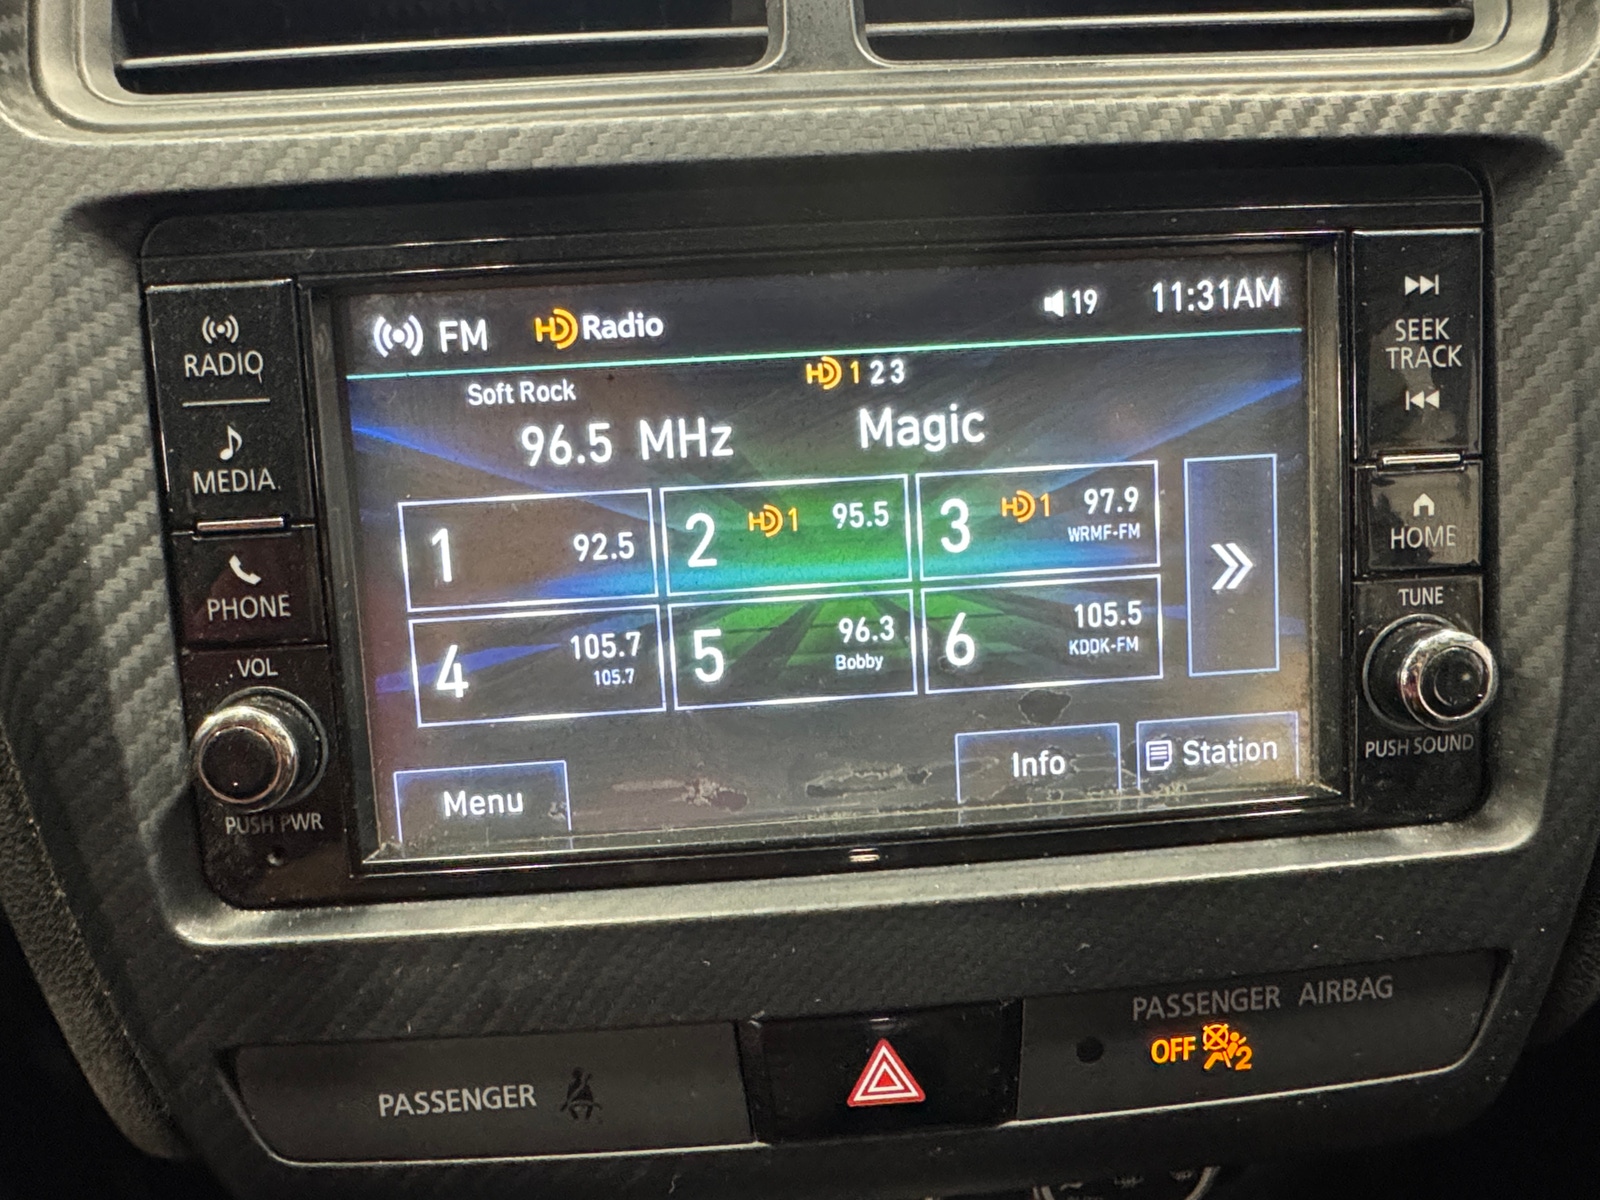 RADIO
MEDIA
PHONE
VOL
PUSH PWR
FM HD Radio 19 11:31AM
Soft Rock HD 1 2 3
96.5 MHz Magic
1 92.5
2 HD 1 95.5
3 HD 1 97.9
WRMF-FM
4 105.7
105.7
5 96.3
Bobby
6 105.5
KDDK-FM
Menu Info Station
SEEK
TRACK
HOME
TUNE
PUSH SOUND
PASSENGER
PASSENGER AIRBAG
OFF 2